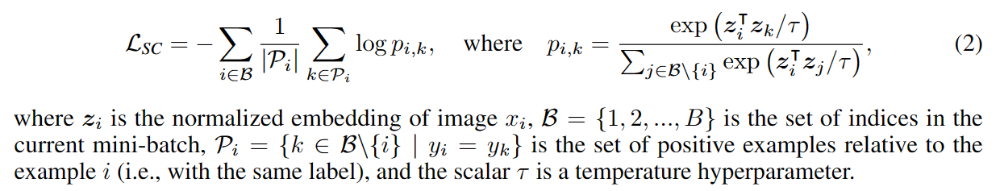 $$\mathcal{L}_{SC} = -\sum_{i \in \mathcal{B}} \frac{1}{|\mathcal{P}_i|} \sum_{k \in \mathcal{P}_i} \log p_{i,k}, \quad \text{where} \quad p_{i,k} = \frac{\exp\left(\boldsymbol{z}_i^\intercal \boldsymbol{z}_k/\tau\right)}{\sum_{j \in \mathcal{B} \backslash \{i\}} \exp\left(\boldsymbol{z}_i^\intercal \boldsymbol{z}_j/\tau\right)}, \quad (2)$$
where $\boldsymbol{z}_i$ is the normalized embedding of image $x_i$, $\mathcal{B} = \{1, 2, ..., B\}$ is the set of indices in the
current mini-batch, $\mathcal{P}_i = \{k \in \mathcal{B} \backslash \{i\} \mid y_i = y_k\}$ is the set of positive examples relative to the
example $i$ (i.e., with the same label), and the scalar $\tau$ is a temperature hyperparameter.